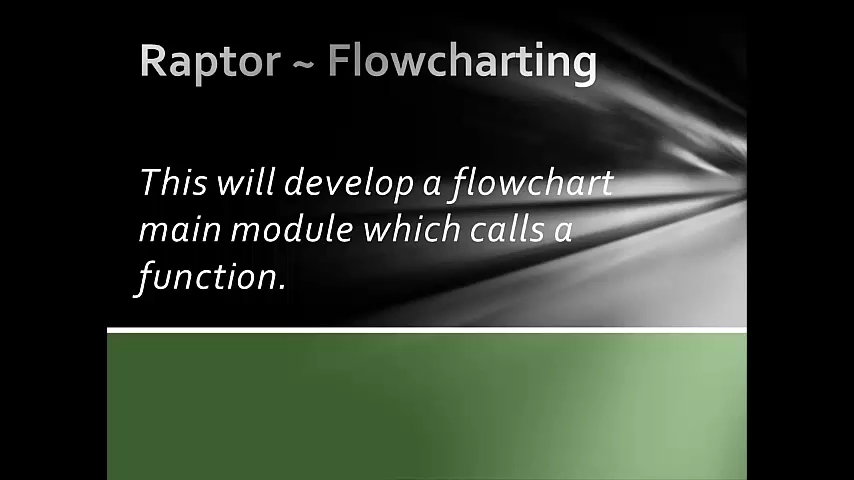 Raptor ~ Flowcharting
This will develop a flowchart
main module which calls a
function.